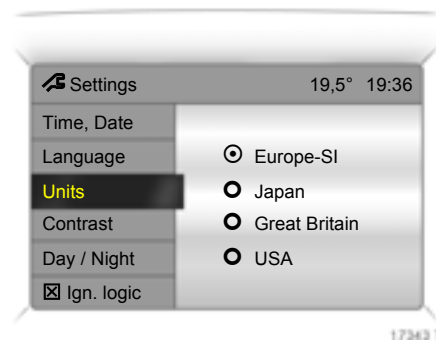 Settings 19,5° 19:36
Time, Date
Language
Units
Contrast
Day / Night
Ign. logic
Europe-SI
Japan
Great Britain
USA
17343